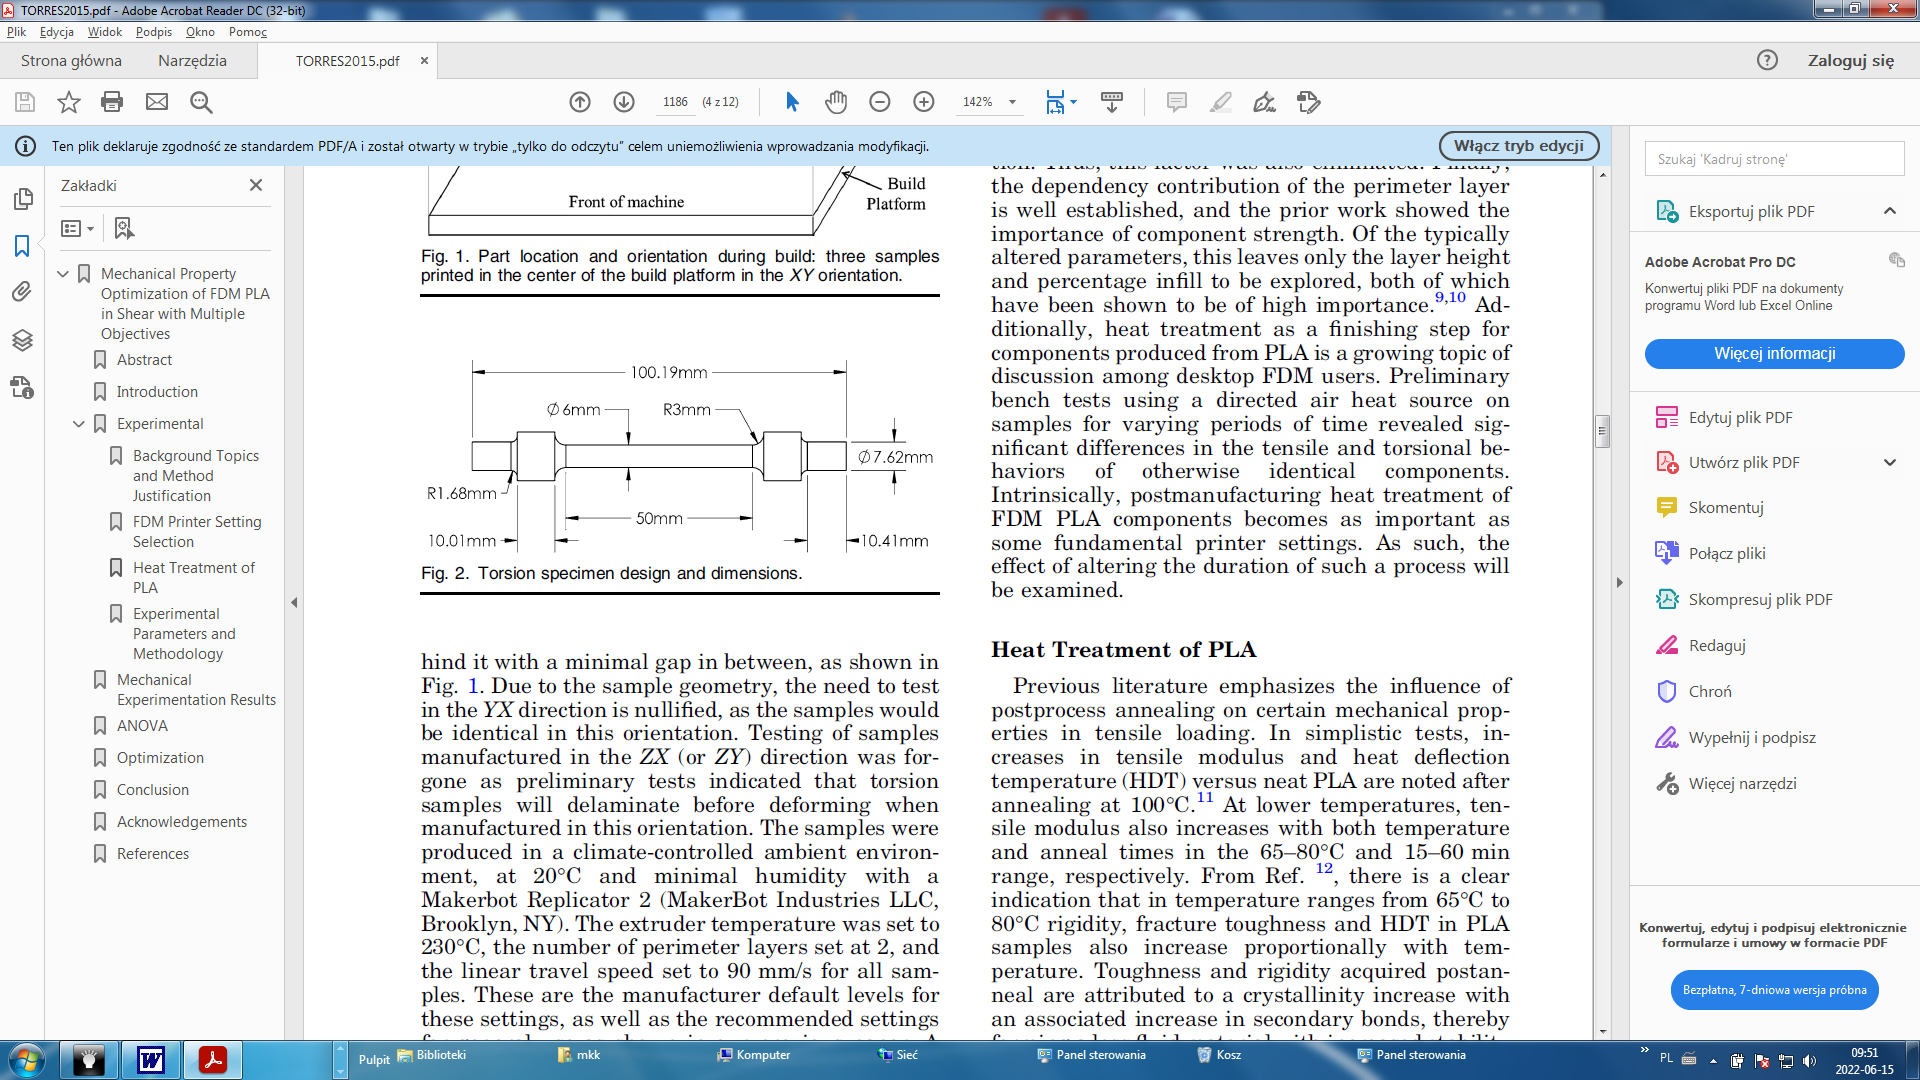 TORRES2015.pdf - Adobe Acrobat Reader DC (32-bit)
Plik Edycja Widok Podpis Okno Pomoc
Strona główna Narzędzia TORRES2015.pdf Zaloguj się
1186 (4 z 12) 142%
Ten plik deklaruje zgodność ze standardem PDF/A i został otwarty w trybie „tylko do odczytu” celem uniemożliwienia wprowadzania modyfikacji.
Włącz tryb edycji
Zakładki
Mechanical Property
Optimization of FDM PLA
in Shear with Multiple
Objectives
Abstract
Introduction
Experimental
Background Topics
and Method
Justification
FDM Printer Setting
Selection
Heat Treatment of
PLA
Experimental
Parameters and
Methodology
Mechanical
Experimentation Results
ANOVA
Optimization
Conclusion
Acknowledgements
References
Build
Platform
Front of machine
Fig. 1. Part location and orientation during build: three samples
printed in the center of the build platform in the XY orientation.
100.19mm
∅6mm R3mm
∅7.62mm
R1.68mm
50mm
10.01mm 10.41mm
Fig. 2. Torsion specimen design and dimensions.
hind it with a minimal gap in between, as shown in
Fig. 1. Due to the sample geometry, the need to test
in the YX direction is nullified, as the samples would
be identical in this orientation. Testing of samples
manufactured in the ZX (or ZY) direction was for-
gone as preliminary tests indicated that torsion
samples will delaminate before deforming when
manufactured in this orientation. The samples were
produced in a climate-controlled ambient environ-
ment, at 20°C and minimal humidity with a
Makerbot Replicator 2 (MakerBot Industries LLC,
Brooklyn, NY). The extruder temperature was set to
230°C, the number of perimeter layers set at 2, and
the linear travel speed set to 90 mm/s for all sam-
ples. These are the manufacturer default levels for
these settings, as well as the recommended settings
tion. Thus, this factor was also eliminated. Finally,
the dependency contribution of the perimeter layer
is well established, and the prior work showed the
importance of component strength. Of the typically
altered parameters, this leaves only the layer height
and percentage infill to be explored, both of which
have been shown to be of high importance.9,10 Ad-
ditionally, heat treatment as a finishing step for
components produced from PLA is a growing topic of
discussion among desktop FDM users. Preliminary
bench tests using a directed air heat source on
samples for varying periods of time revealed sig-
nificant differences in the tensile and torsional be-
haviors of otherwise identical components.
Intrinsically, postmanufacturing heat treatment of
FDM PLA components becomes as important as
some fundamental printer settings. As such, the
effect of altering the duration of such a process will
be examined.
Heat Treatment of PLA
Previous literature emphasizes the influence of
postprocess annealing on certain mechanical prop-
erties in tensile loading. In simplistic tests, in-
creases in tensile modulus and heat deflection
temperature (HDT) versus neat PLA are noted after
annealing at 100°C.11 At lower temperatures, ten-
sile modulus also increases with both temperature
and anneal times in the 65–80°C and 15–60 min
range, respectively. From Ref. 12, there is a clear
indication that in temperature ranges from 65°C to
80°C rigidity, fracture toughness and HDT in PLA
samples also increase proportionally with tem-
perature. Toughness and rigidity acquired postan-
neal are attributed to a crystallinity increase with
an associated increase in secondary bonds, thereby
Szukaj 'Kadruj stronę'
Eksportuj plik PDF
Adobe Acrobat Pro DC
Konwertuj pliki PDF na dokumenty
programu Word lub Excel Online
Więcej informacji
Edytuj plik PDF
Utwórz plik PDF
Skomentuj
Połącz pliki
Skompresuj plik PDF
Redaguj
Chroń
Wypełnij i podpisz
Więcej narzędzi
Konwertuj, edytuj i podpisuj elektronicznie
formularze i umowy w formacie PDF
Bezpłatna, 7-dniowa wersja próbna
Pulpit Biblioteki mkk Komputer Sieć Panel sterowania Kosz Panel sterowania
PL 09:51
2022-06-15